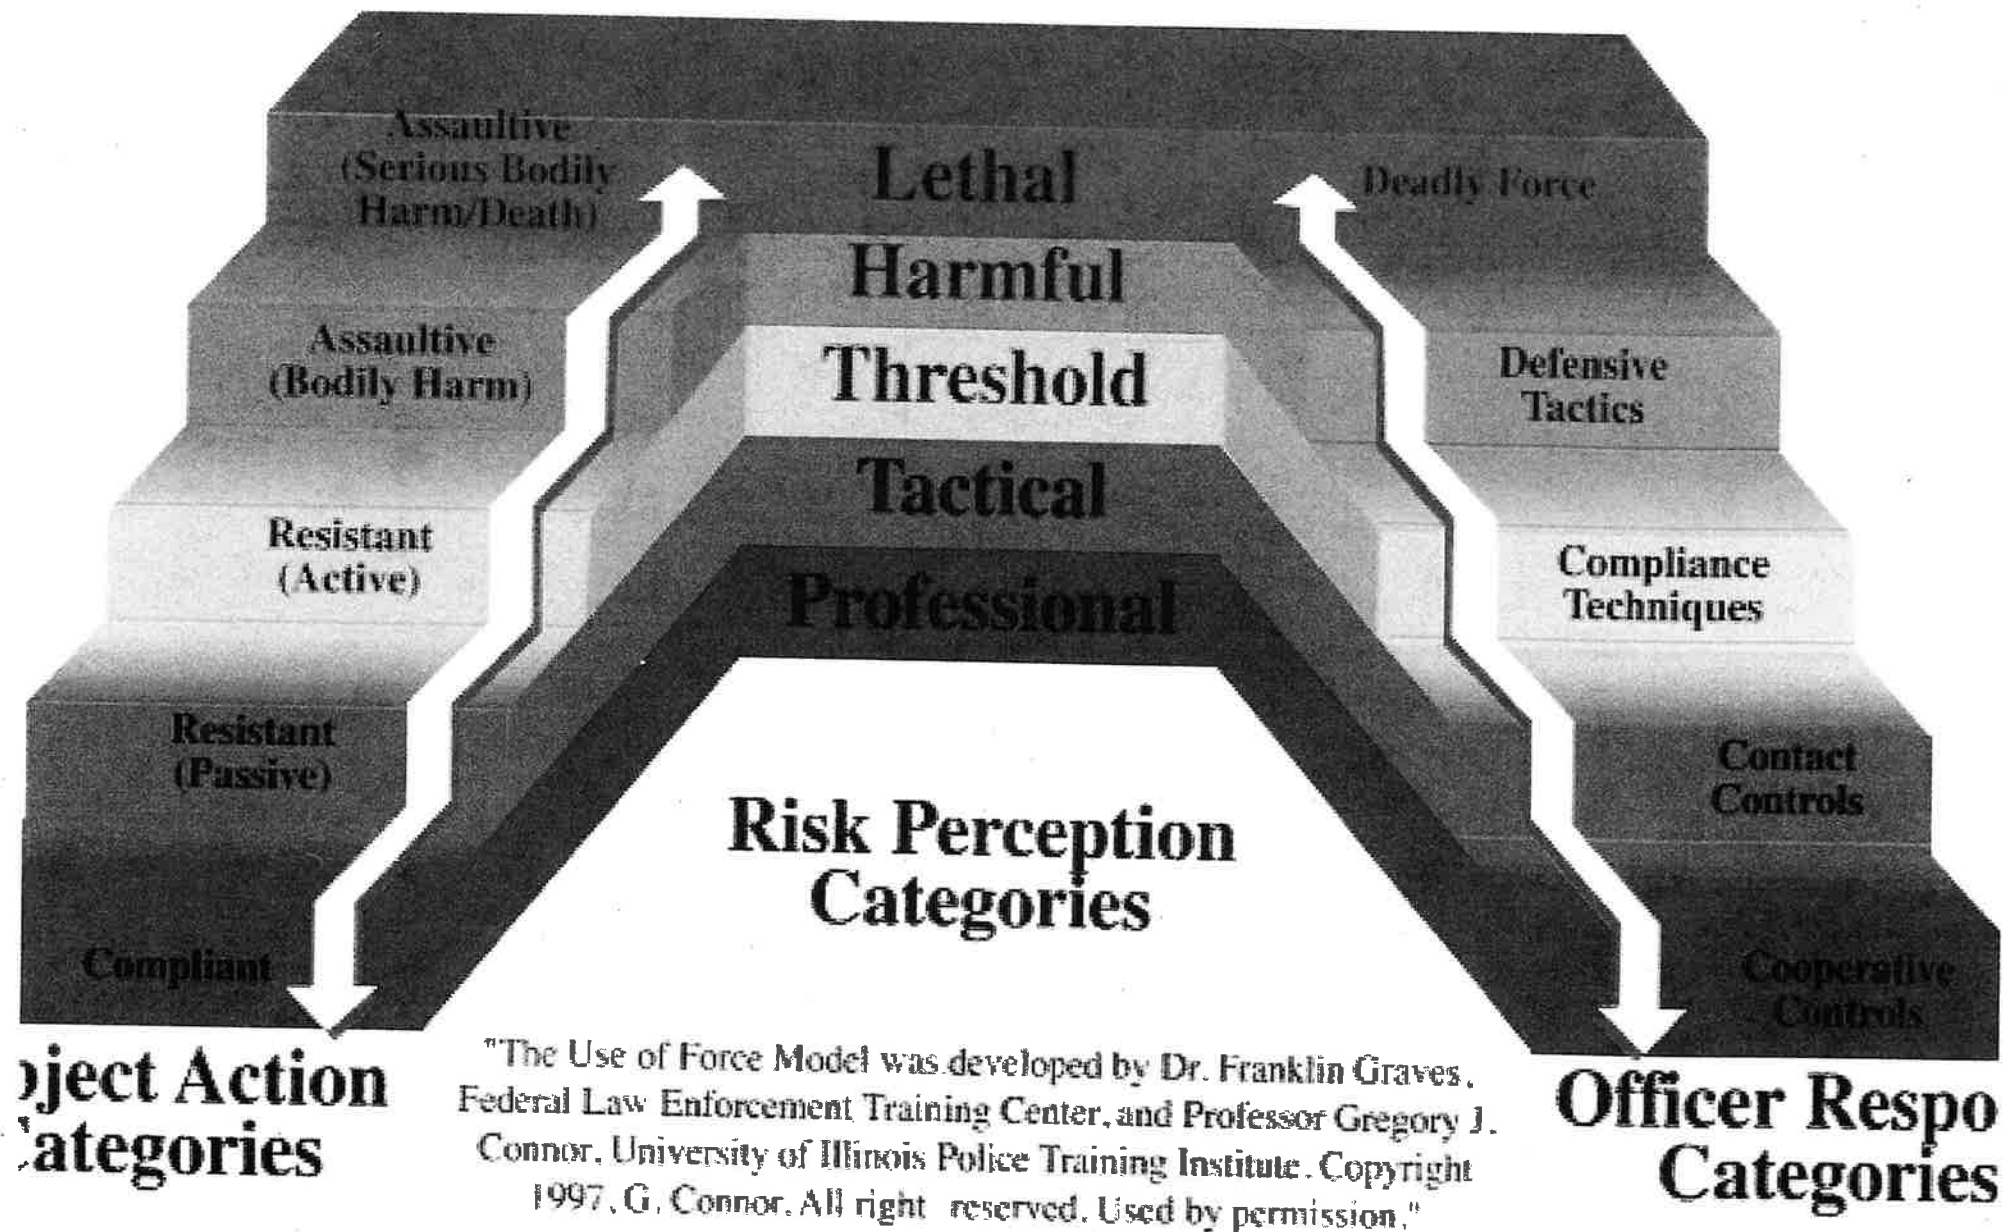 Assaultive
(Serious Bodily
Harm/Death)
Lethal
Deadly Force
Harmful
Assaultive
(Bodily Harm)
Threshold
Defensive
Tactics
Tactical
Resistant
(Active)
Compliance
Techniques
Professional
Resistant
(Passive)
Contact
Controls
Risk Perception
Categories
Compliant
Cooperative
Controls
ject Action
ategories
"The Use of Force Model was developed by Dr. Franklin Graves,
Federal Law Enforcement Training Center, and Professor Gregory J.
Connor, University of Illinois Police Training Institute. Copyright
1997, G. Connor. All right reserved. Used by permission."
Officer Respo
Categories